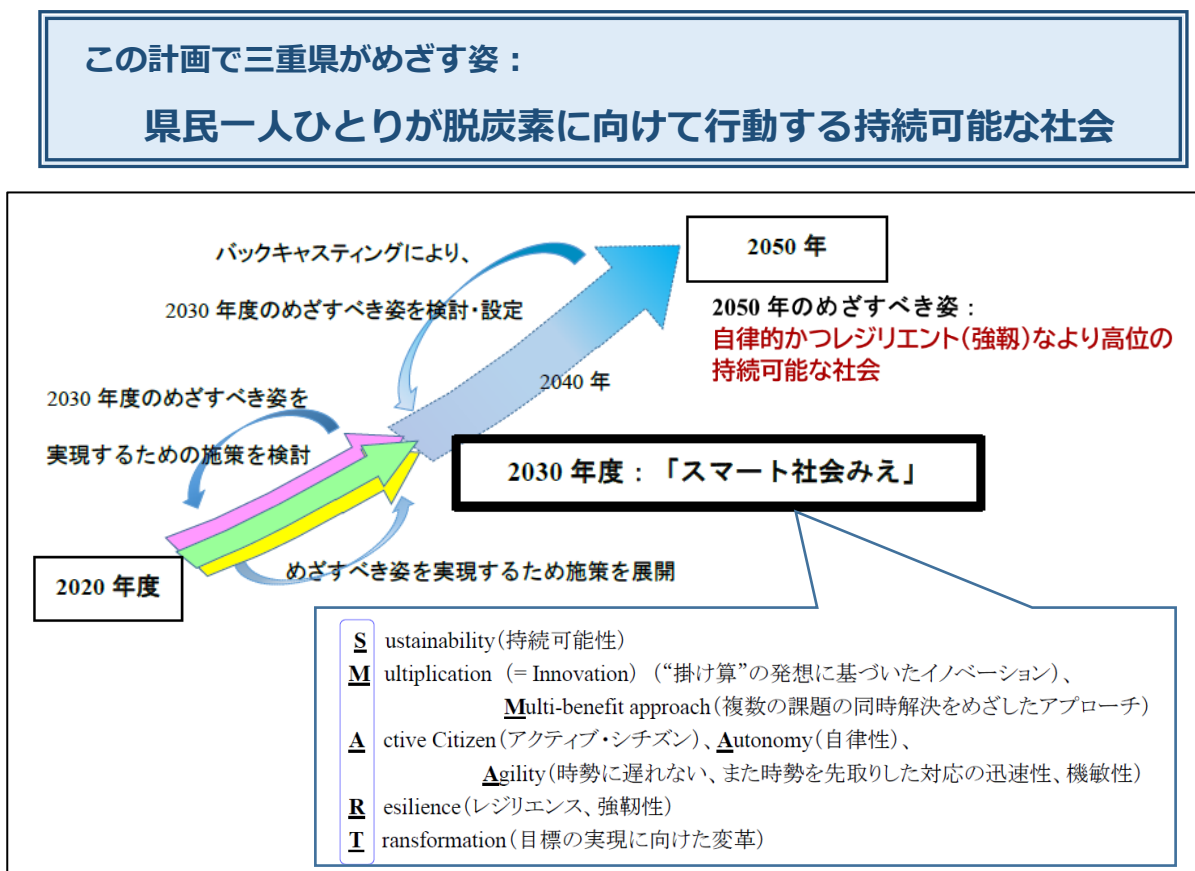 この計画で三重県がめざす姿：
県民一人ひとりが脱炭素に向けて行動する持続可能な社会
バックキャスティングにより、
2030 年度のめざすべき姿を検討・設定
2050 年
2050 年のめざすべき姿：
自律的かつレジリエント（強靱）なより高位の
持続可能な社会
2040 年
2030 年度のめざすべき姿を
実現するための施策を検討
2030 年度：「スマート社会みえ」
2020 年度
めざすべき姿を実現するため施策を展開
S ustainability（持続可能性）
M ultiplication (= Innovation)（“掛け算”の発想に基づいたイノベーション）、
Multi-benefit approach（複数の課題の同時解決をめざしたアプローチ）
A ctive Citizen（アクティブ・シチズン）、Autonomy（自律性）、
Agility（時勢に遅れない、また時勢を先取りした対応の迅速性、機敏性）
R esilience（レジリエンス、強靱性）
T ransformation（目標の実現に向けた変革）